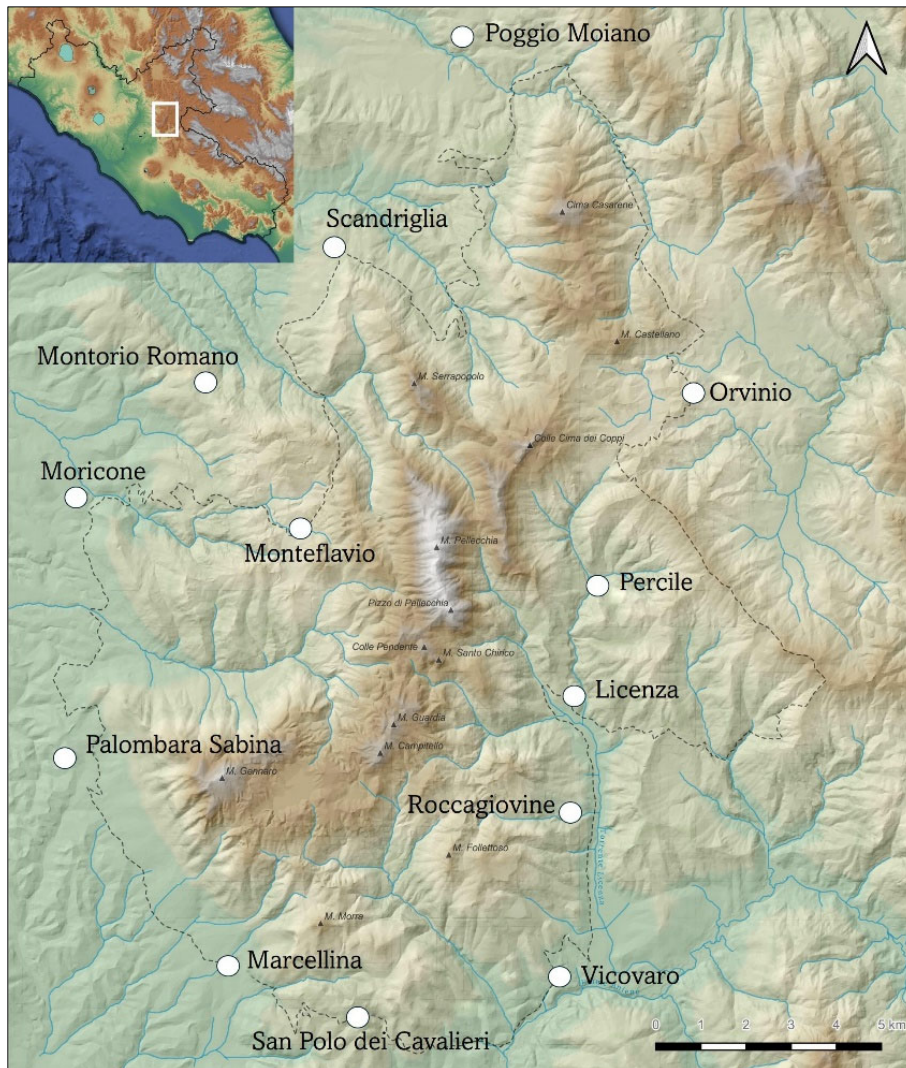 Poggio Moiano
Cima Casarene
Scandriglia
M. Castellano
Montorio Romano
M. Serrapopolo
Orvinio
Colle Cima dei Coppi
Moricone
Monteflavio
M. Pellecchia
Percile
Pizzo di Pellecchia
Colle Pendente
M. Santo Chirico
Licenza
M. Guardia
Palombara Sabina
M. Campitello
M. Gennaro
Roccagiovine
M. Follettoso
M. Morra
Marcellina
Vicovaro
San Polo dei Cavalieri
0 1 2 3 4 5 km